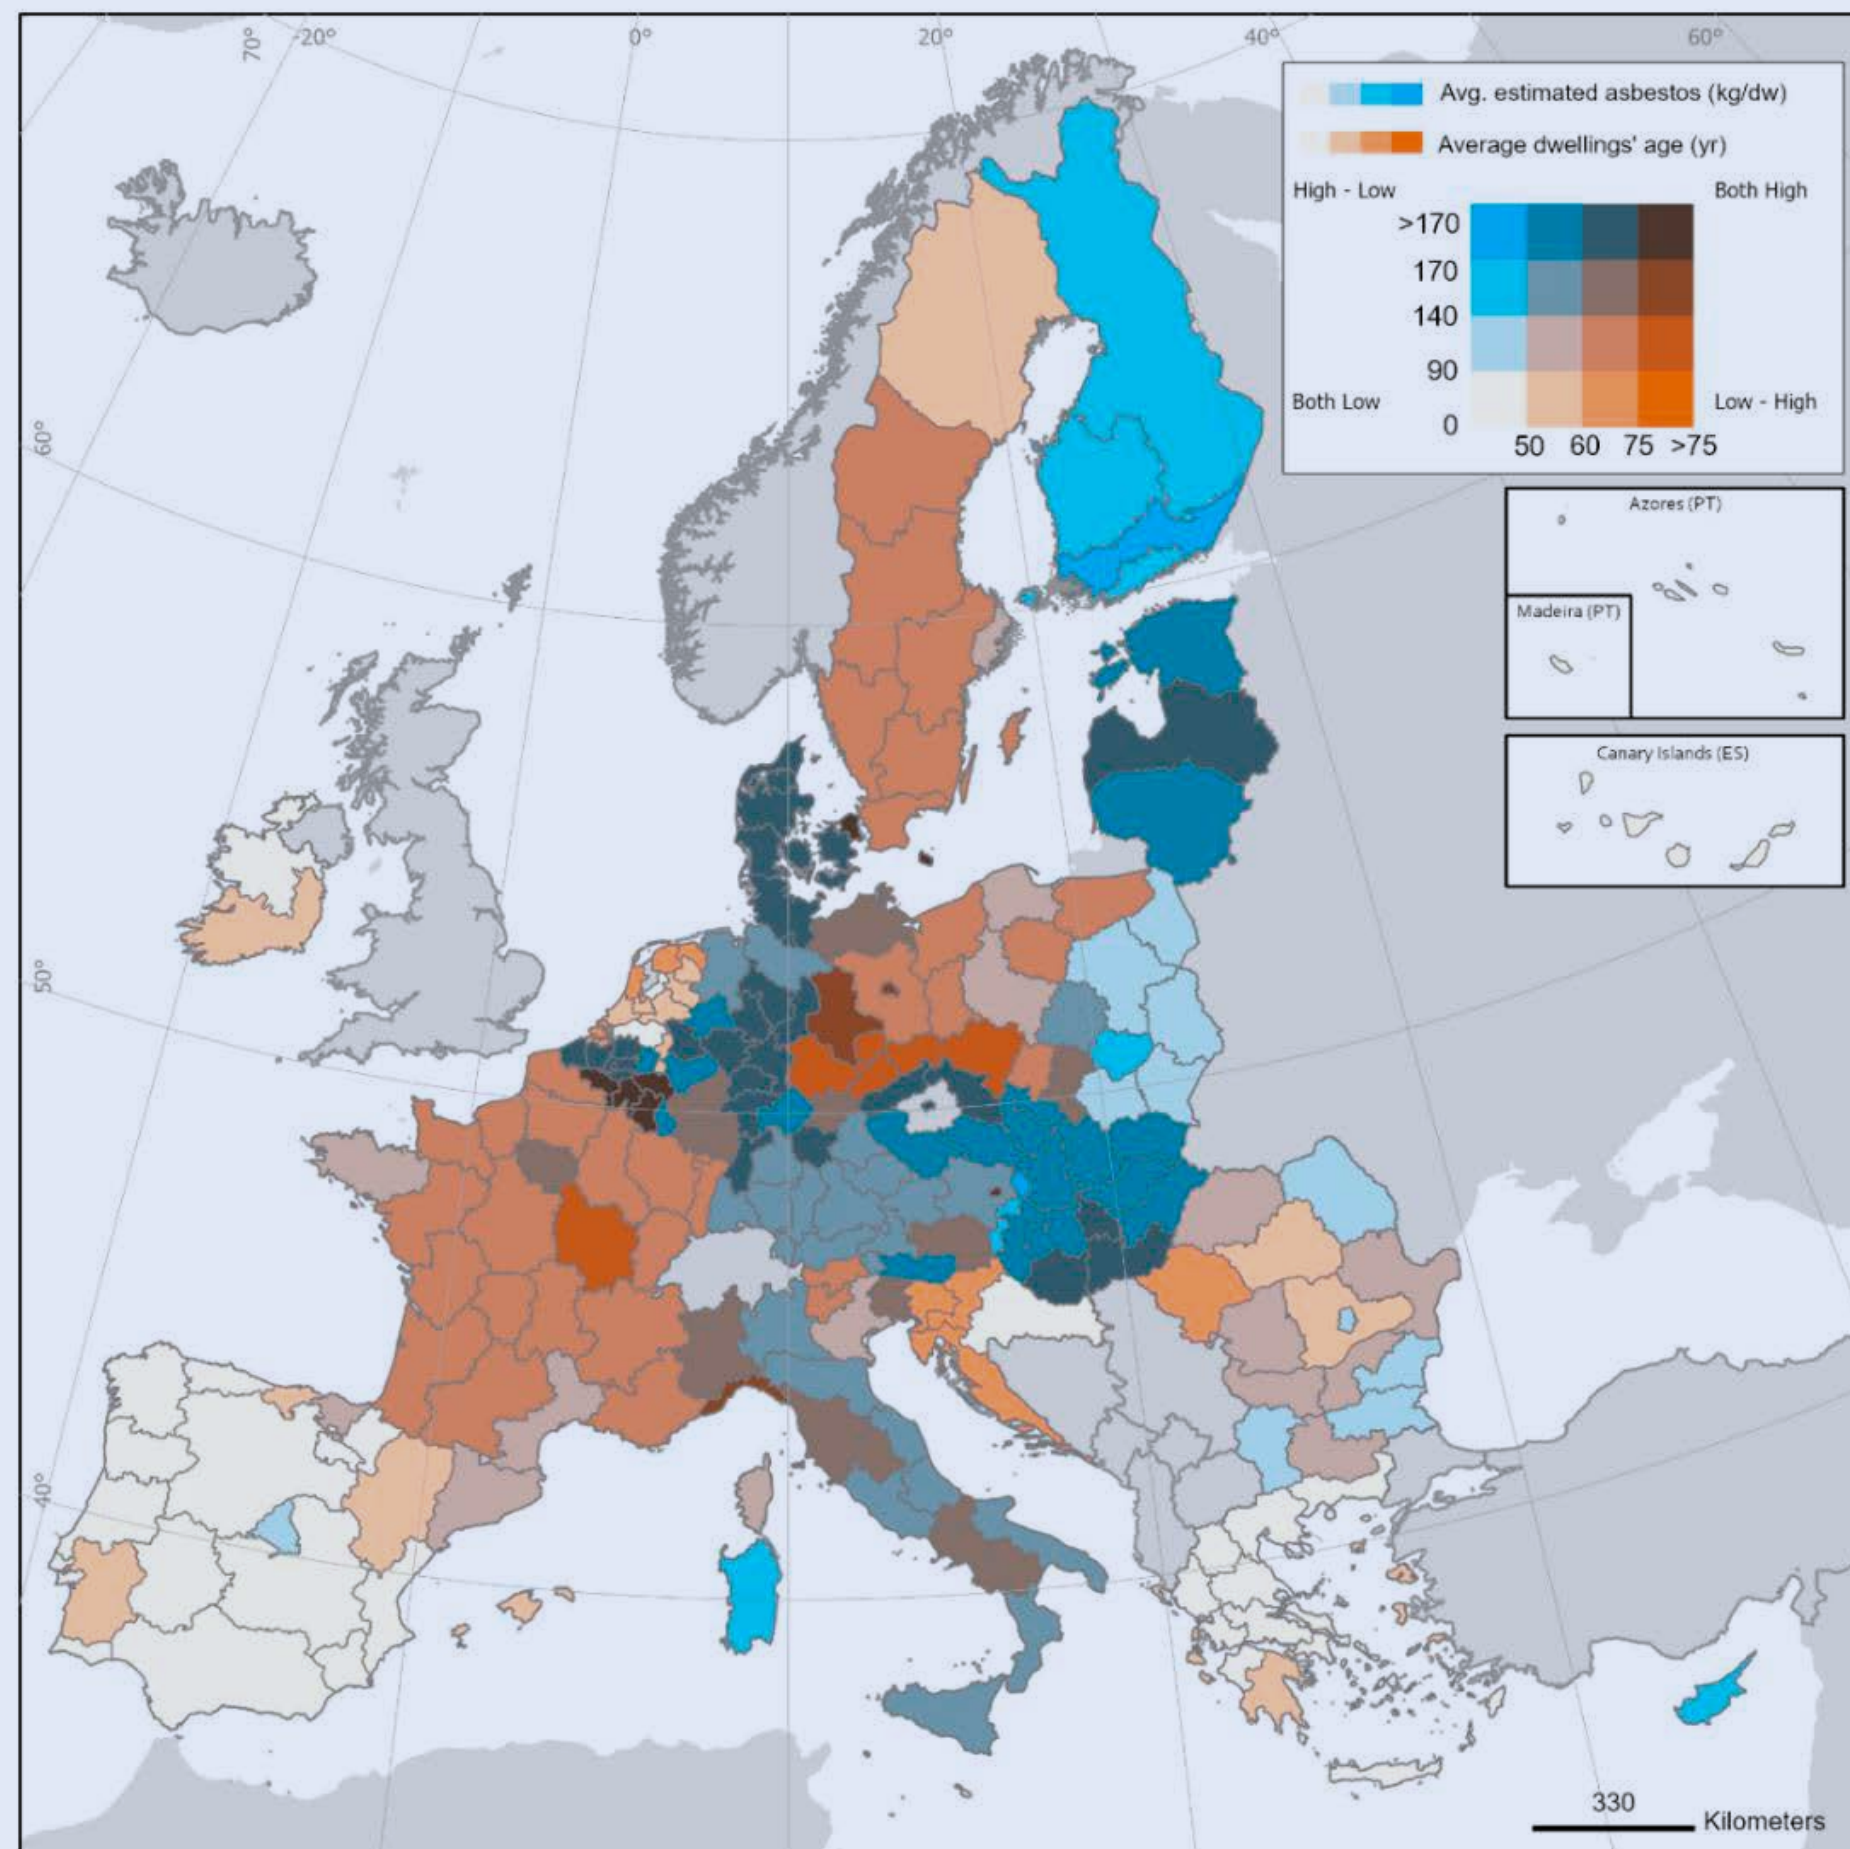 70° -20° 0° 20° 40° 60°
Avg. estimated asbestos (kg/dw)
Average dwellings' age (yr)
High - Low
Both High
>170
170
140
90
0
Both Low
Low - High
50 60 75 >75
60°
50°
40°
Azores (PT)
Madeira (PT)
Canary Islands (ES)
330
Kilometers